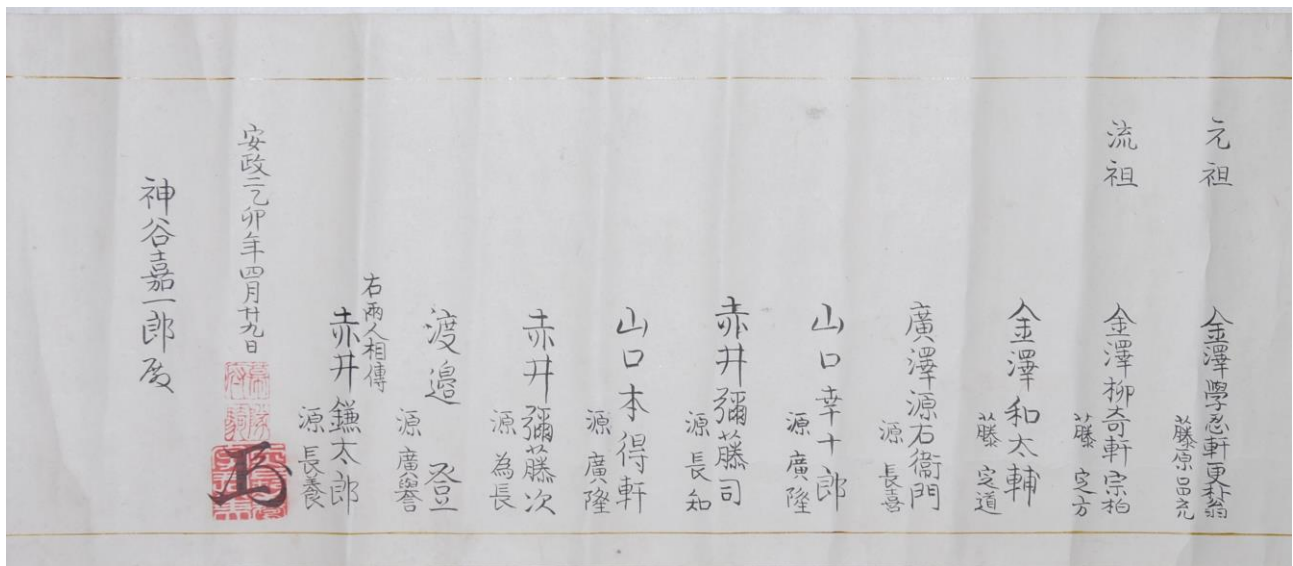 元祖　金澤學忘軒更翁
藤原昌充
流祖　金澤柳奇軒宗柏
藤　定方
金澤和太輔
藤　定道
廣澤源右衞門
源　長喜
山口幸十郎
源　廣隆
赤井彌藤司
源　長知
山口本得軒
源　廣隆
赤井彌藤次
源　為長
渡邉　登
源　廣譽
右兩人相傳
赤井鎌太郎
源　長養
安政二乙卯年四月廿九日
神谷嘉一郎殿